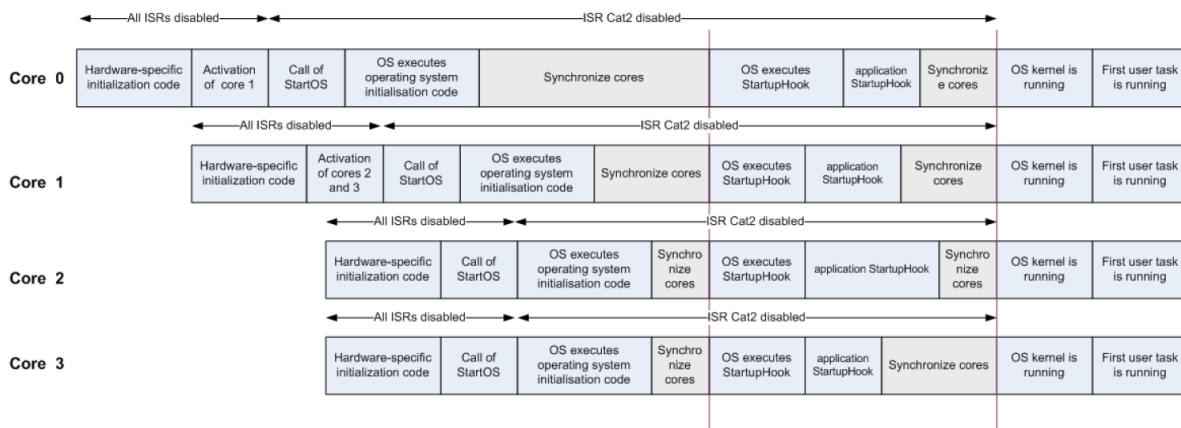 All ISRs disabled
ISR Cat2 disabled
Core 0
Hardware-specific
initialization code
Activation
of core 1
Call of
StartOS
OS executes
operating system
initialisation code
Synchronize cores
OS executes
StartupHook
application
StartupHook
Synchroniz
e cores
OS kernel is
running
First user task
is running
All ISRs disabled
ISR Cat2 disabled
Core 1
Hardware-specific
initialization code
Activation
of cores 2
and 3
Call of
StartOS
OS executes
operating system
initialisation code
Synchronize cores
OS executes
StartupHook
application
StartupHook
Synchronize
cores
OS kernel is
running
First user task
is running
All ISRs disabled
ISR Cat2 disabled
Core 2
Hardware-specific
initialization code
Call of
StartOS
OS executes
operating system
initialisation code
Synchro
nize
cores
OS executes
StartupHook
application StartupHook
Synchro
nize
cores
OS kernel is
running
First user task
is running
All ISRs disabled
ISR Cat2 disabled
Core 3
Hardware-specific
initialization code
Call of
StartOS
OS executes
operating system
initialisation code
Synchro
nize
cores
OS executes
StartupHook
application
StartupHook
Synchronize cores
OS kernel is
running
First user task
is running